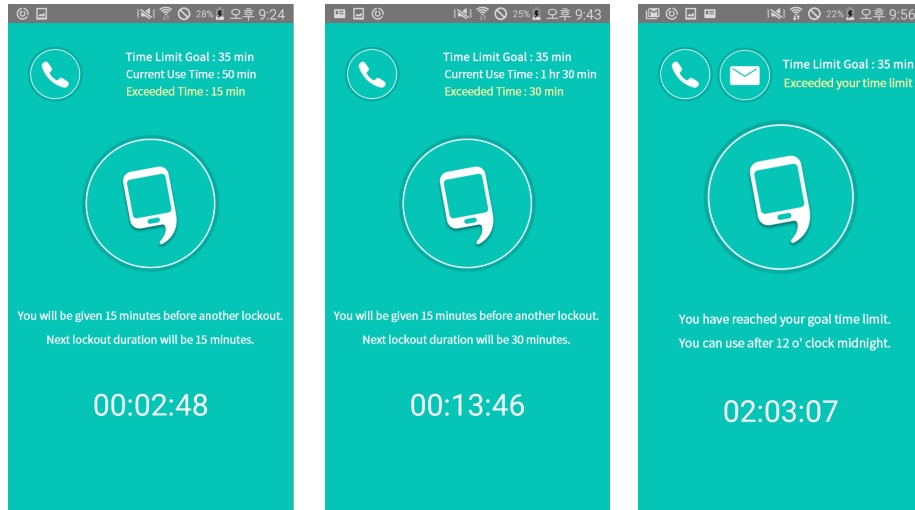 28% 오후 9:24
Time Limit Goal : 35 min
Current Use Time : 50 min
Exceeded Time : 15 min
You will be given 15 minutes before another lockout.
Next lockout duration will be 15 minutes.
00:02:48
25% 오후 9:43
Time Limit Goal : 35 min
Current Use Time : 1 hr 30 min
Exceeded Time : 30 min
You will be given 15 minutes before another lockout.
Next lockout duration will be 30 minutes.
00:13:46
22% 오후 9:56
Time Limit Goal : 35 min
Exceeded your time limit
You have reached your goal time limit.
You can use after 12 o' clock midnight.
02:03:07